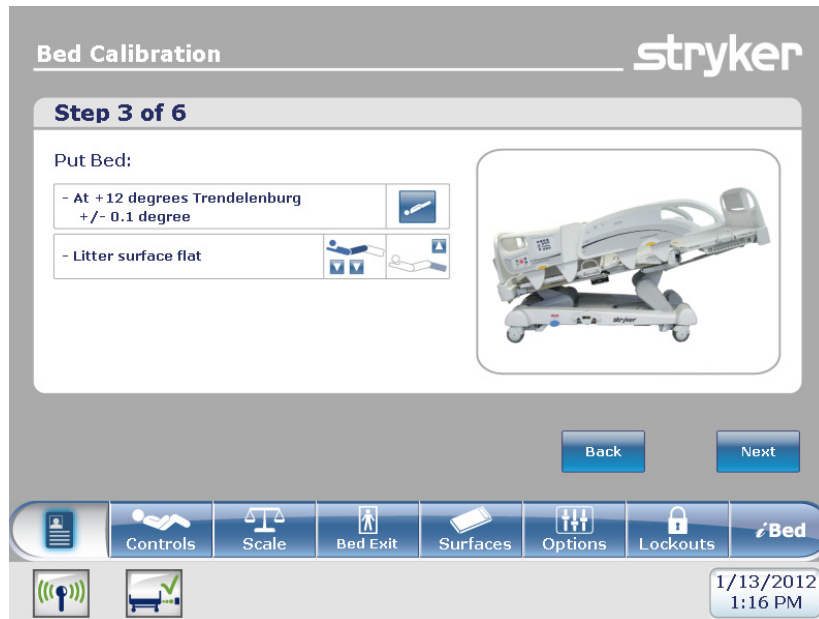 Bed Calibration
stryker
Step 3 of 6
Put Bed:
- At +12 degrees Trendelenburg
+/- 0.1 degree
- Litter surface flat
stryker
Back
Next
Controls
Scale
Bed Exit
Surfaces
Options
Lockouts
iBed
1/13/2012
1:16 PM